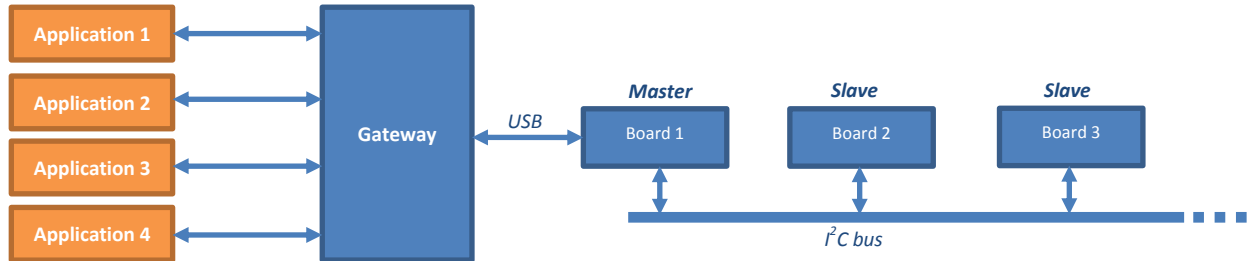 Application 1
Application 2
Application 3
Application 4
Gateway
USB
Master
Board 1
Slave
Board 2
Slave
Board 3
I²C bus